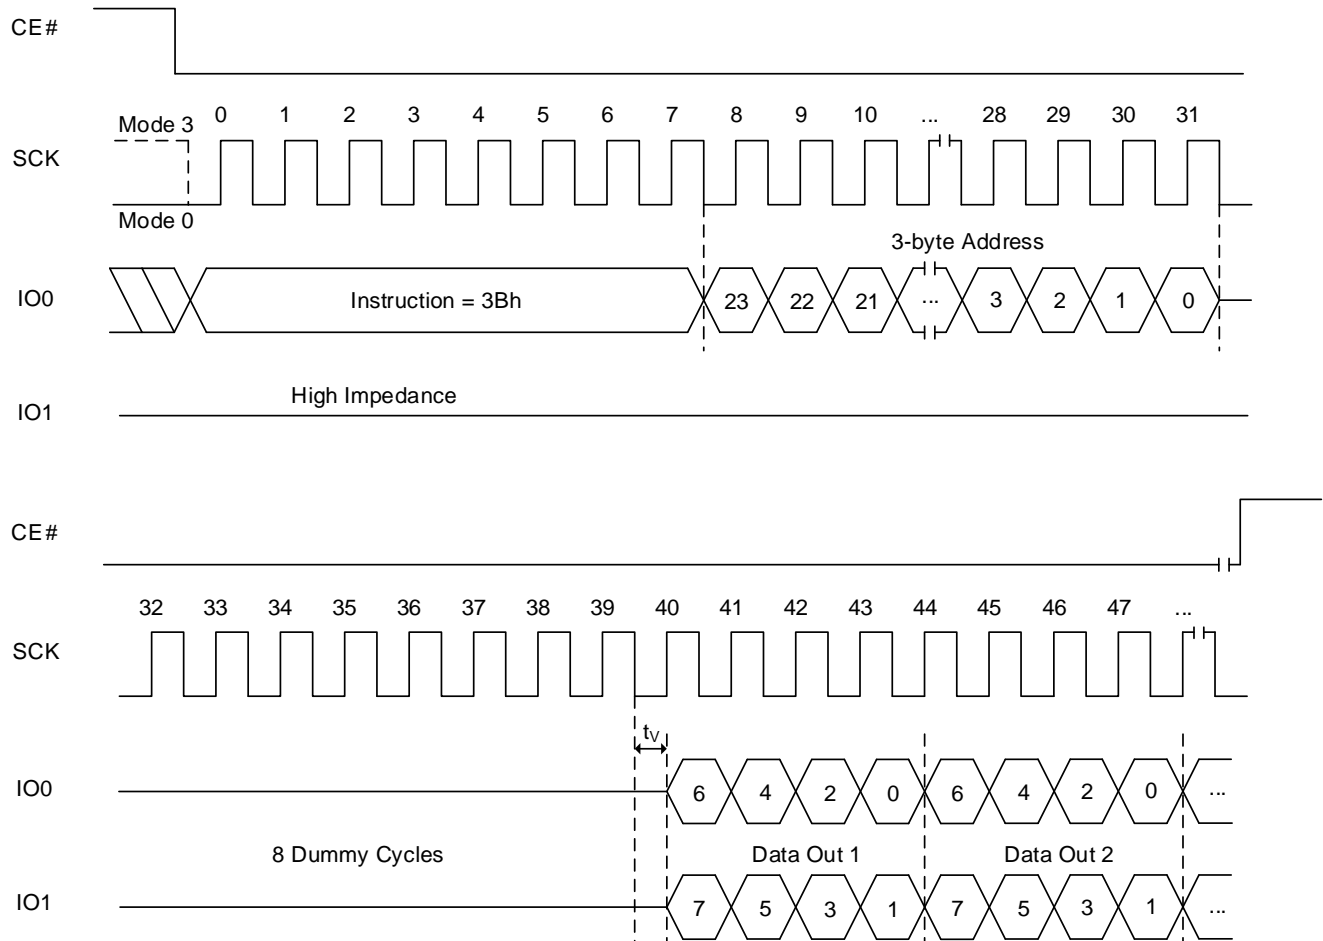 CE#
Mode 3 0 1 2 3 4 5 6 7 8 9 10 ... 28 29 30 31
SCK
Mode 0
3-byte Address
IO0 Instruction = 3Bh 23 22 21 ... 3 2 1 0
High Impedance
IO1
CE#
32 33 34 35 36 37 38 39 40 41 42 43 44 45 46 47 ...
SCK
tV
IO0 6 4 2 0 6 4 2 0 ...
8 Dummy Cycles Data Out 1 Data Out 2
IO1 7 5 3 1 7 5 3 1 ...